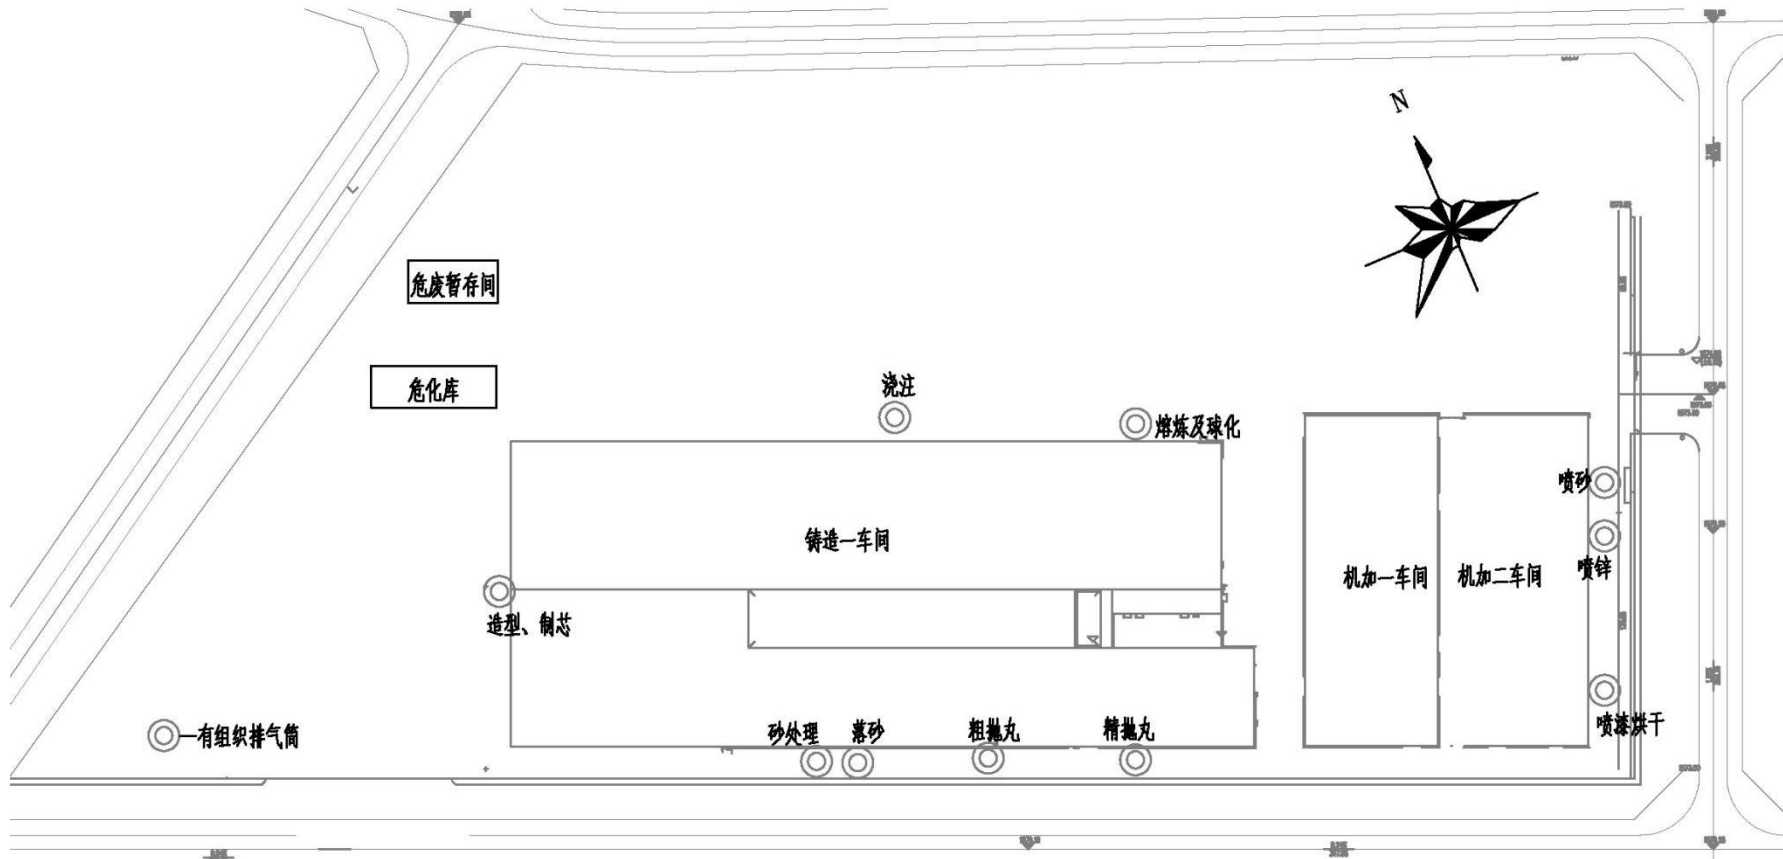 N
危废暂存间
危化库
浇注
熔炼及球化
喷砂
铸造一车间
喷锌
机加一车间
机加二车间
造型、制芯
喷漆烘干
—有组织排气筒
砂处理
落砂
粗抛丸
精抛丸